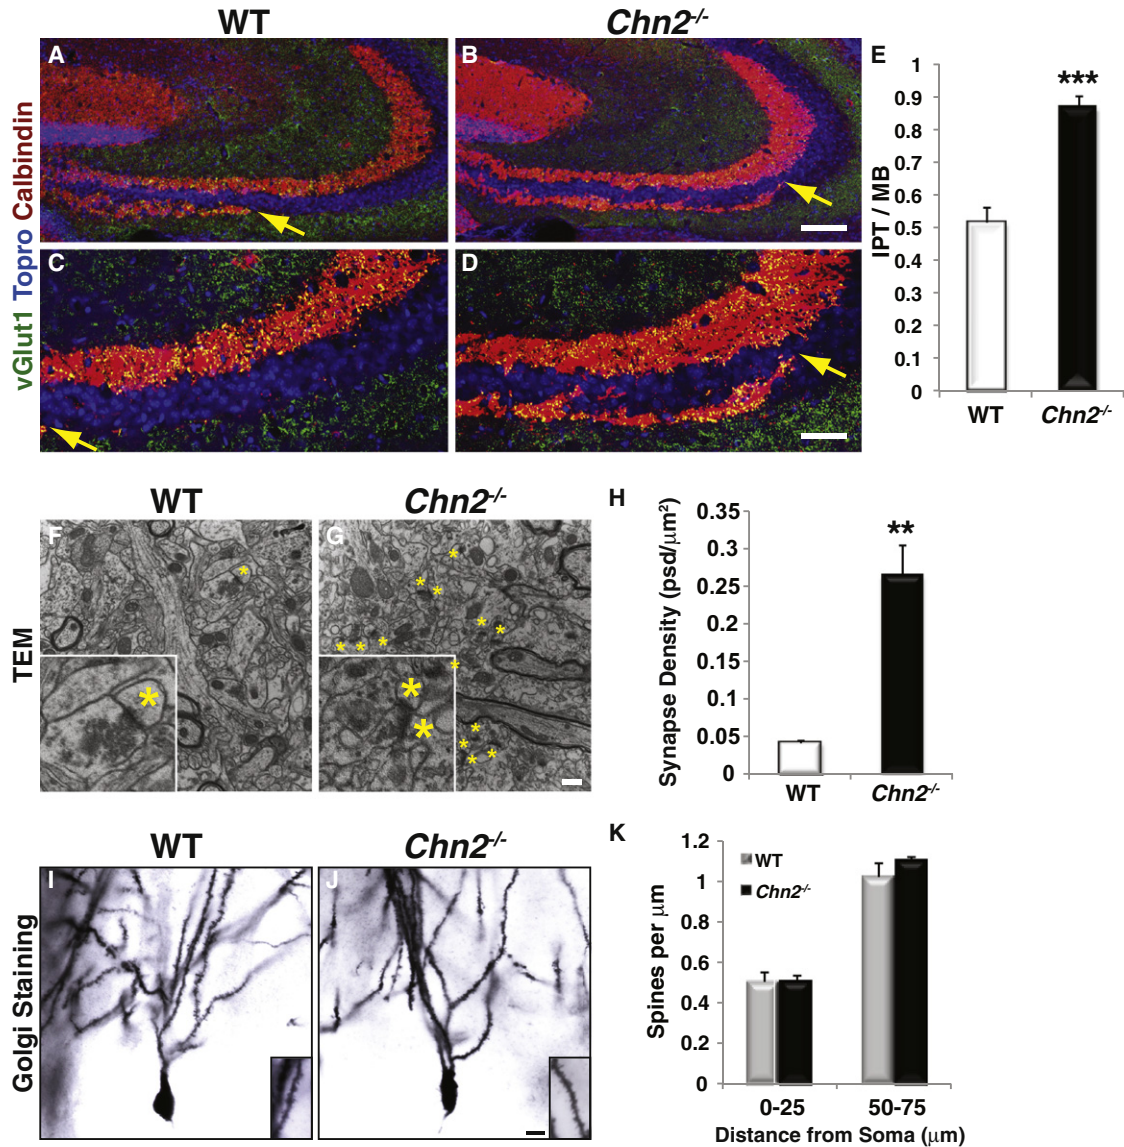 WT
Chn2-/-
vGlut1 Topro Calbindin
A
B
C
D
E
1
0.9
0.8
0.7
0.6
0.5
0.4
0.3
0.2
0.1
0
IPT / MB
***
WT
Chn2-/-
WT
Chn2-/-
TEM
F
G
H
0.35
0.3
0.25
0.2
0.15
0.1
0.05
0
Synapse Density (psd/μm²)
**
WT
Chn2-/-
WT
Chn2-/-
Golgi Staining
I
J
K
1.2
1
0.8
0.6
0.4
0.2
0
Spines per μm
WT
Chn2-/-
0-25
50-75
Distance from Soma (μm)